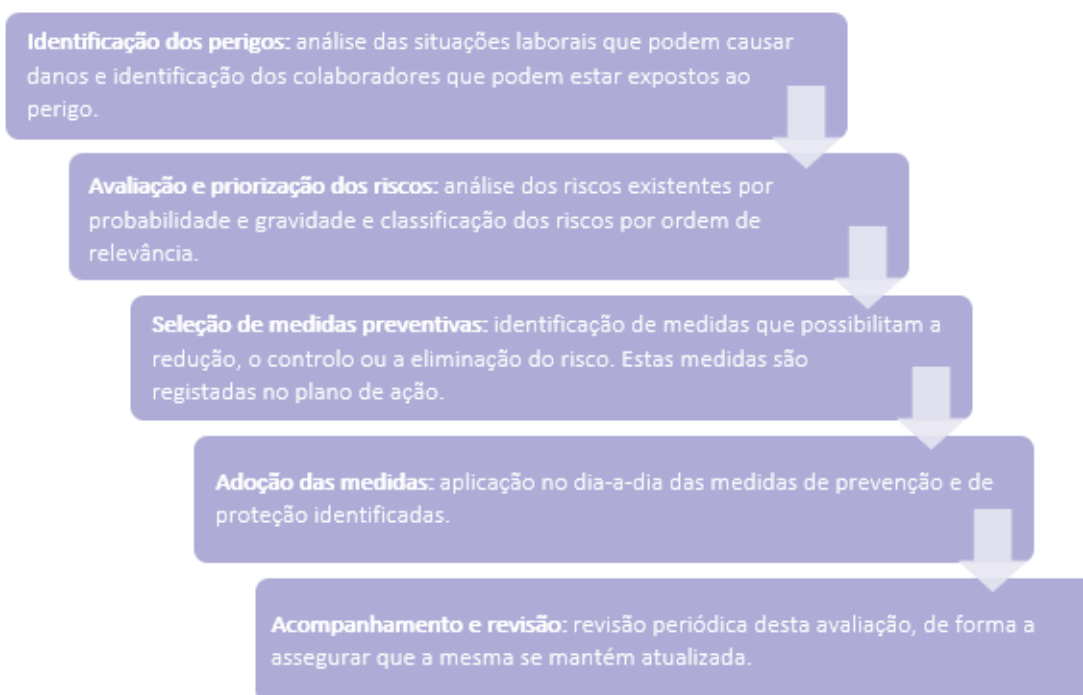 Identificação dos perigos: análise das situações laborais que podem causar
danos e identificação dos colaboradores que podem estar expostos ao
perigo.
Avaliação e priorização dos riscos: análise dos riscos existentes por
probabilidade e gravidade e classificação dos riscos por ordem de
relevância.
Seleção de medidas preventivas: identificação de medidas que possibilitam a
redução, o controlo ou a eliminação do risco. Estas medidas são
registadas no plano de ação.
Adoção das medidas: aplicação no dia-a-dia das medidas de prevenção e de
proteção identificadas.
Acompanhamento e revisão: revisão periódica desta avaliação, de forma a
assegurar que a mesma se mantém atualizada.